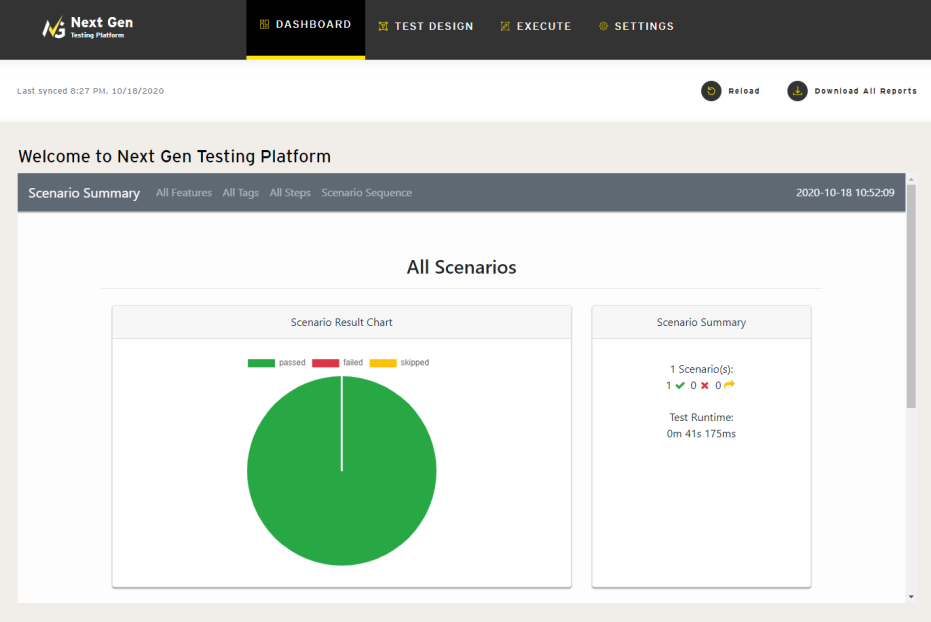 Next Gen
Testing Platform
DASHBOARD
TEST DESIGN
EXECUTE
SETTINGS
Last synced 8:27 PM, 10/18/2020
Reload
Download All Reports
Welcome to Next Gen Testing Platform
Scenario Summary All Features All Tags All Steps Scenario Sequence 2020-10-18 10:52:09
All Scenarios
Scenario Result Chart
passed failed skipped
Scenario Summary
1 Scenario(s):
1 ✔ 0 ✖ 0
Test Runtime:
0m 41s 175ms